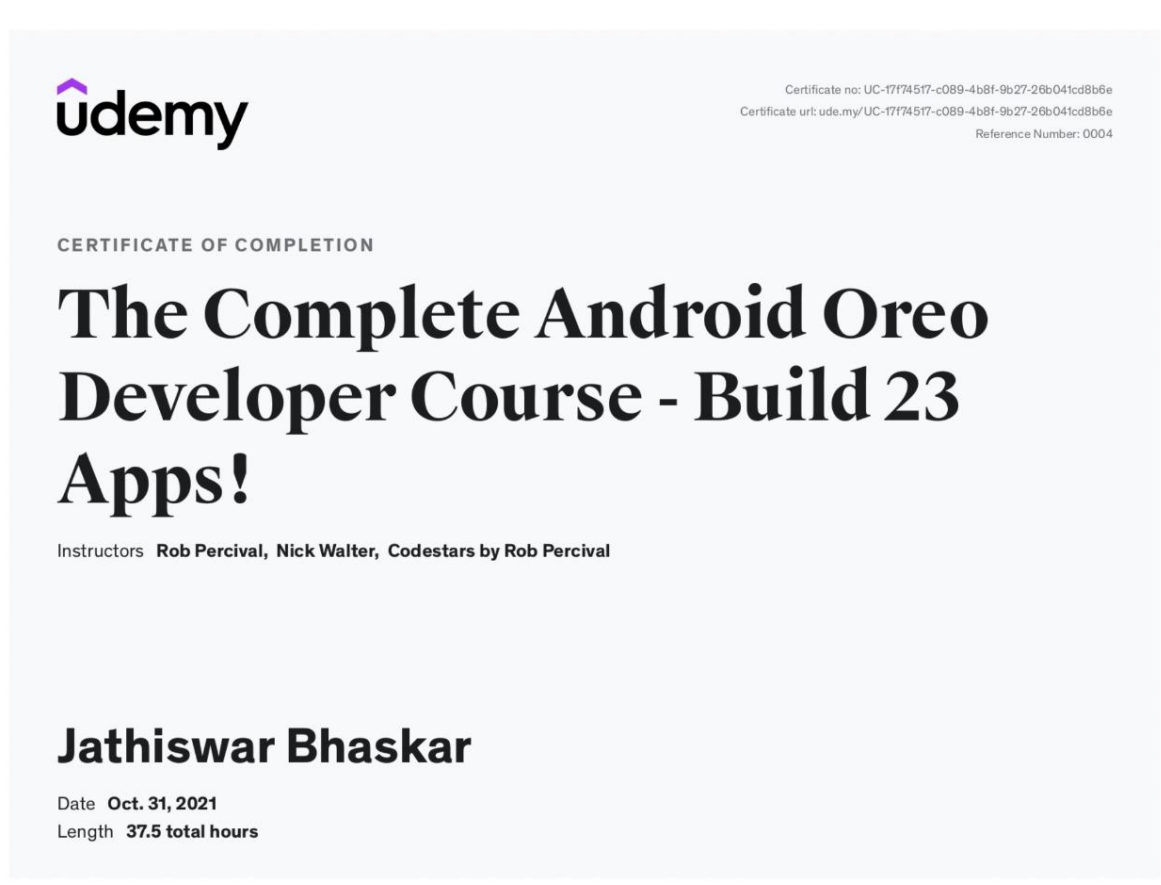 udemy
Certificate no: UC-17f74517-c089-4b8f-9b27-26b041cd8b6e
Certificate url: ude.my/UC-17f74517-c089-4b8f-9b27-26b041cd8b6e
Reference Number: 0004
CERTIFICATE OF COMPLETION
The Complete Android Oreo
Developer Course - Build 23
Apps!
Instructors Rob Percival, Nick Walter, Codestars by Rob Percival
Jathiswar Bhaskar
Date Oct. 31, 2021
Length 37.5 total hours